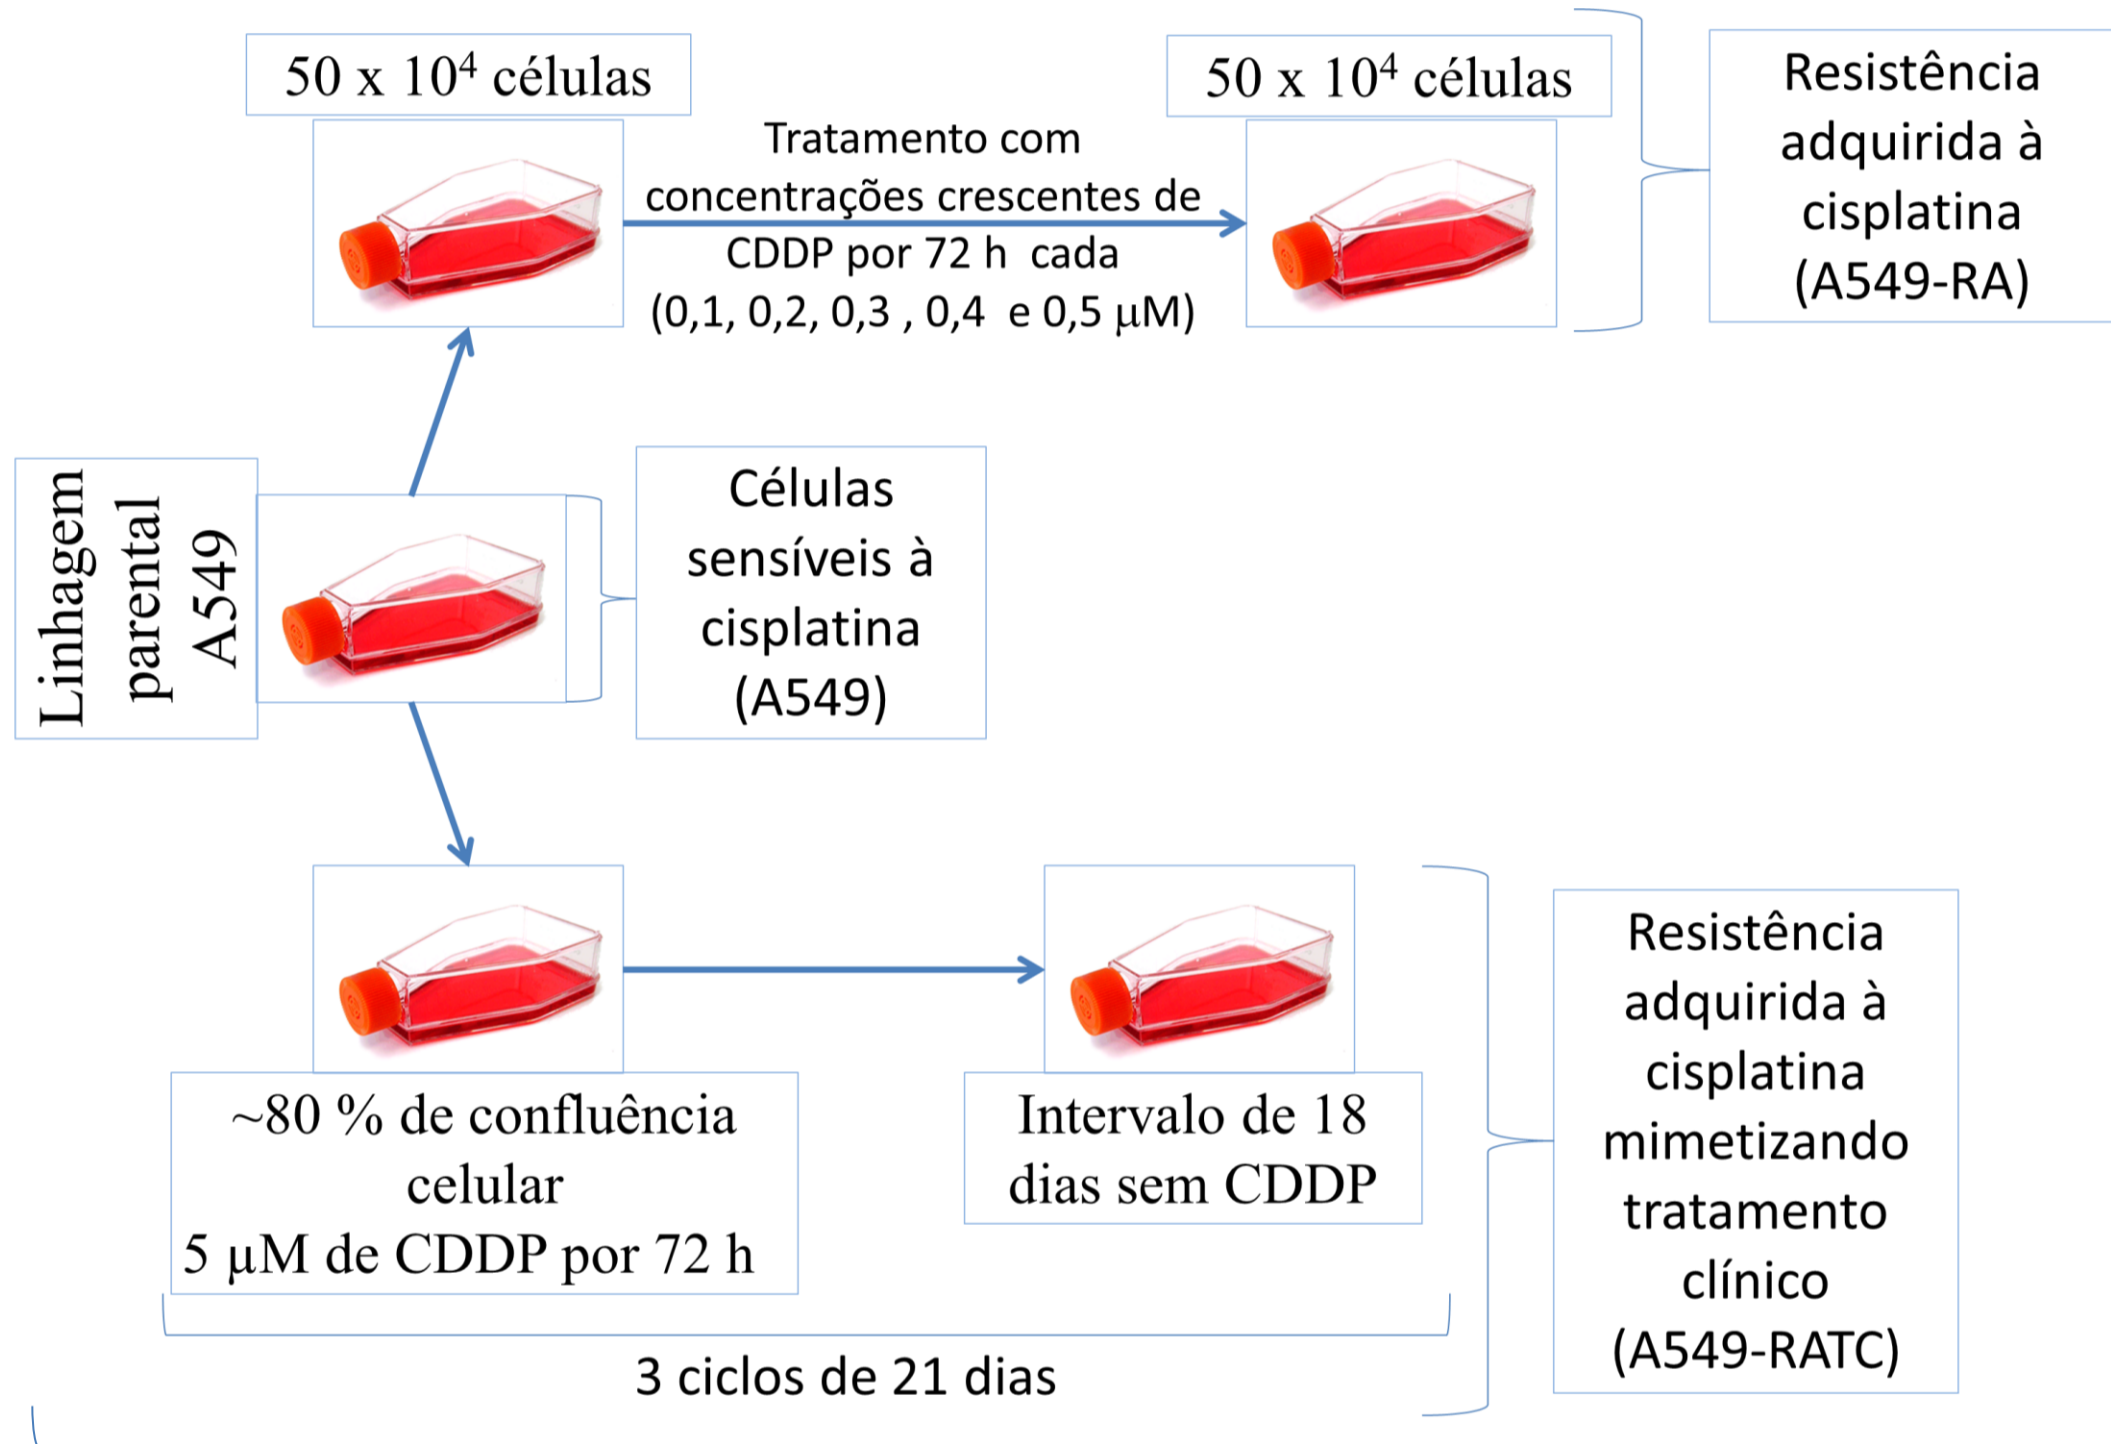 50 x 10⁴ células
50 x 10⁴ células
Tratamento com
concentrações crescentes de
CDDP por 72 h cada
(0,1, 0,2, 0,3 , 0,4 e 0,5 µM)
Resistência
adquirida à
cisplatina
(A549-RA)
Linhagem
parental
A549
Células
sensíveis à
cisplatina
(A549)
~80 % de confluência
celular
5 µM de CDDP por 72 h
Intervalo de 18
dias sem CDDP
3 ciclos de 21 dias
Resistência
adquirida à
cisplatina
mimetizando
tratamento
clínico
(A549-RATC)